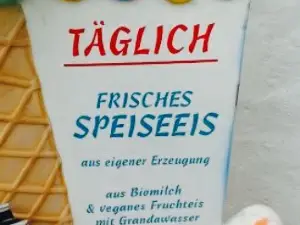 TÄGLICH
FRISCHES
SPEISEEIS
aus eigener Erzeugung
aus Biomilch
& veganes Fruchteis
mit Grandawasser